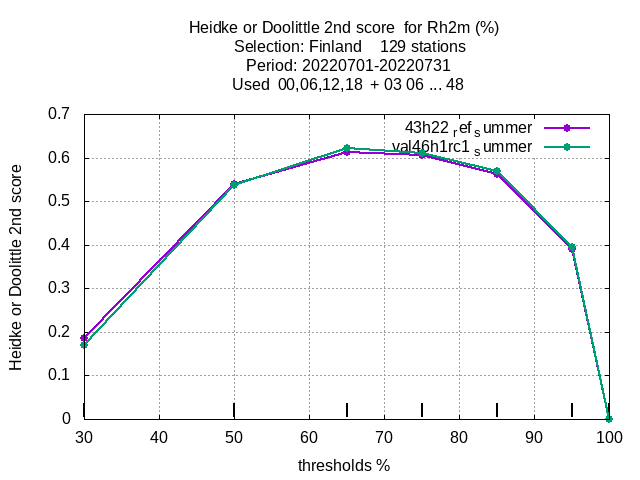 Heidke or Doolittle 2nd score for Rh2m (%)
Selection: Finland 129 stations
Period: 20220701-20220731
Used 00,06,12,18 + 03 06 ... 48
43h22 ref summer
val46h1rc1 summer
Heidke or Doolittle 2nd score
0.7
0.6
0.5
0.4
0.3
0.2
0.1
0
30 40 50 60 70 80 90 100
thresholds %